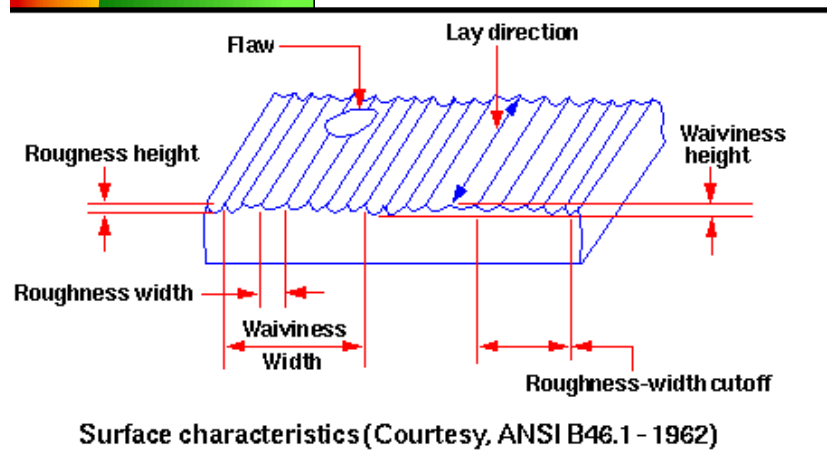 Flaw
Lay direction
Rougness height
Waiviness
height
Roughness width
Waiviness
Width
Roughness-width cutoff
Surface characteristics (Courtesy, ANSI B46.1 - 1962)